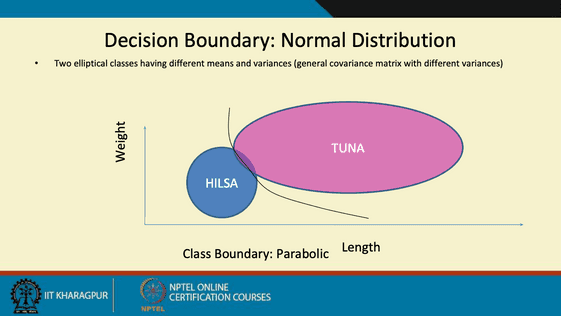 Decision Boundary: Normal Distribution
• Two elliptical classes having different means and variances (general covariance matrix with different variances)
Weight
TUNA
HILSA
Length
Class Boundary: Parabolic
IIT KHARAGPUR
NPTEL
NPTEL ONLINE
CERTIFICATION COURSES